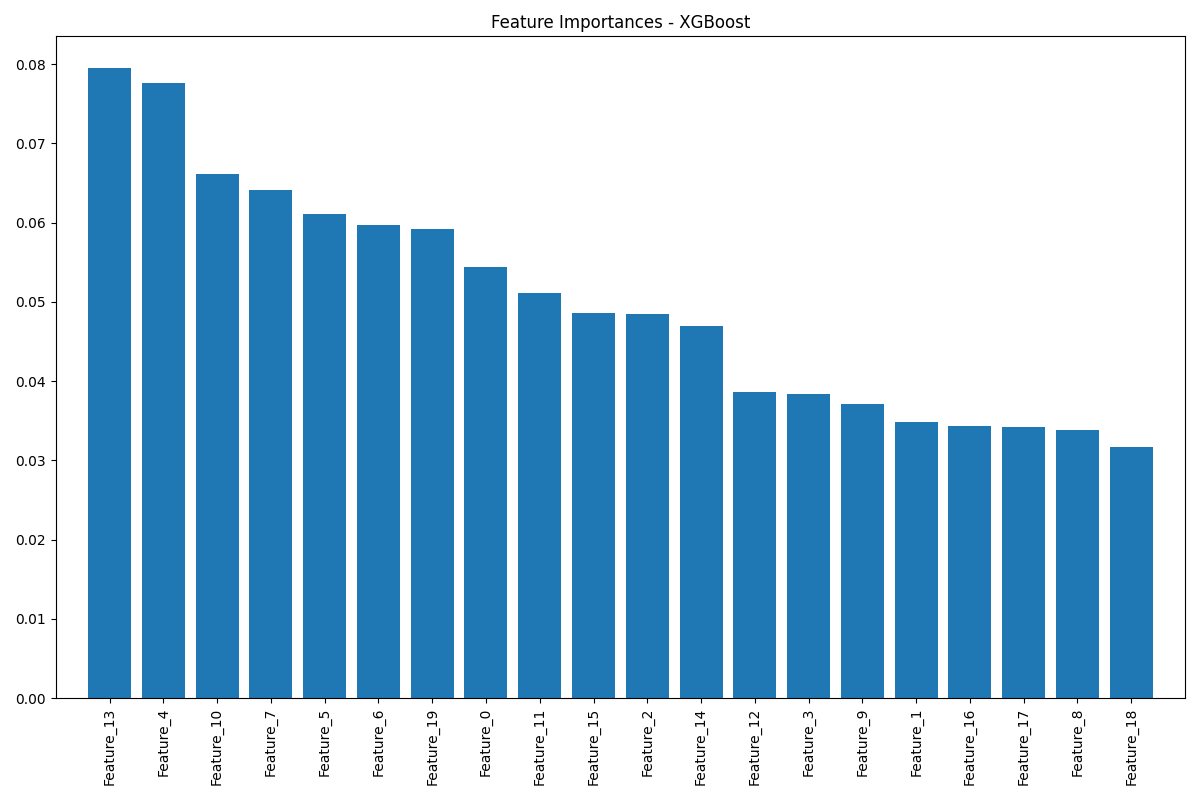 Feature Importances - XGBoost
0.08
0.07
0.06
0.05
0.04
0.03
0.02
0.01
0.00
Feature_13
Feature_4
Feature_10
Feature_7
Feature_5
Feature_6
Feature_19
Feature_0
Feature_11
Feature_15
Feature_2
Feature_14
Feature_12
Feature_3
Feature_9
Feature_1
Feature_16
Feature_17
Feature_8
Feature_18